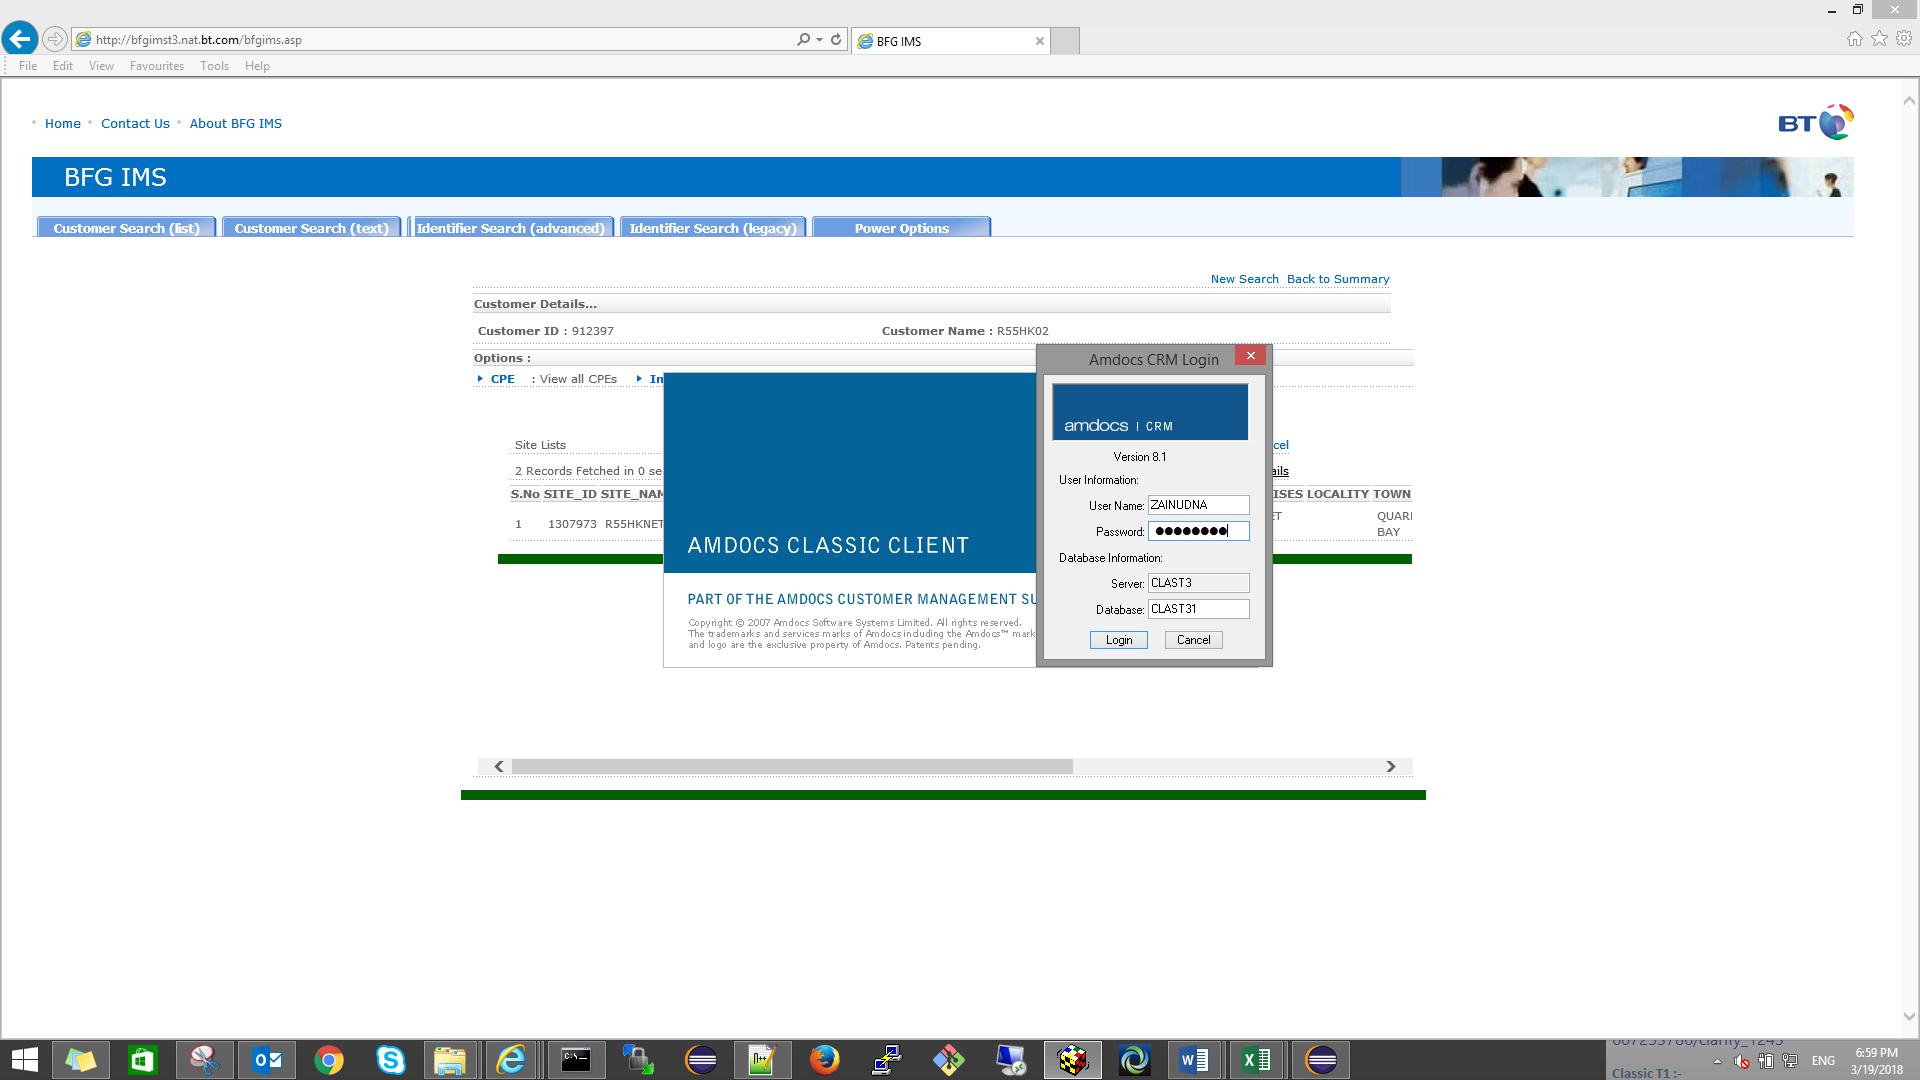 http://bfgimst3.nat.bt.com/bfgims.asp
BFG IMS
File Edit View Favourites Tools Help
Home Contact Us About BFG IMS
BT
BFG IMS
Customer Search (list) Customer Search (text) Identifier Search (advanced) Identifier Search (legacy) Power Options
New Search Back to Summary
Customer Details...
Customer ID : 912397 Customer Name : R55HK02
Options :
CPE : View all CPEs In
Site Lists cel
2 Records Fetched in 0 se ails
S.No SITE_ID SITE_NAM ISES LOCALITY TOWN
1 1307973 R55HKNET ET QUARI
BAY
AMDOCS CLASSIC CLIENT
PART OF THE AMDOCS CUSTOMER MANAGEMENT SU
Copyright © 2007 Amdocs Software Systems Limited. All rights reserved.
The trademarks and services marks of Amdocs including the Amdocs™ mark
and logo are the exclusive property of Amdocs. Patents pending.
Amdocs CRM Login
amdocs | CRM
Version 8.1
User Information:
User Name: ZAINUDNA
Password: ●●●●●●●●
Database Information:
Server: CLAST3
Database: CLAST31
Login Cancel
607253786/clarify_1243
Classic T1 :-
ENG
6:59 PM
3/19/2018